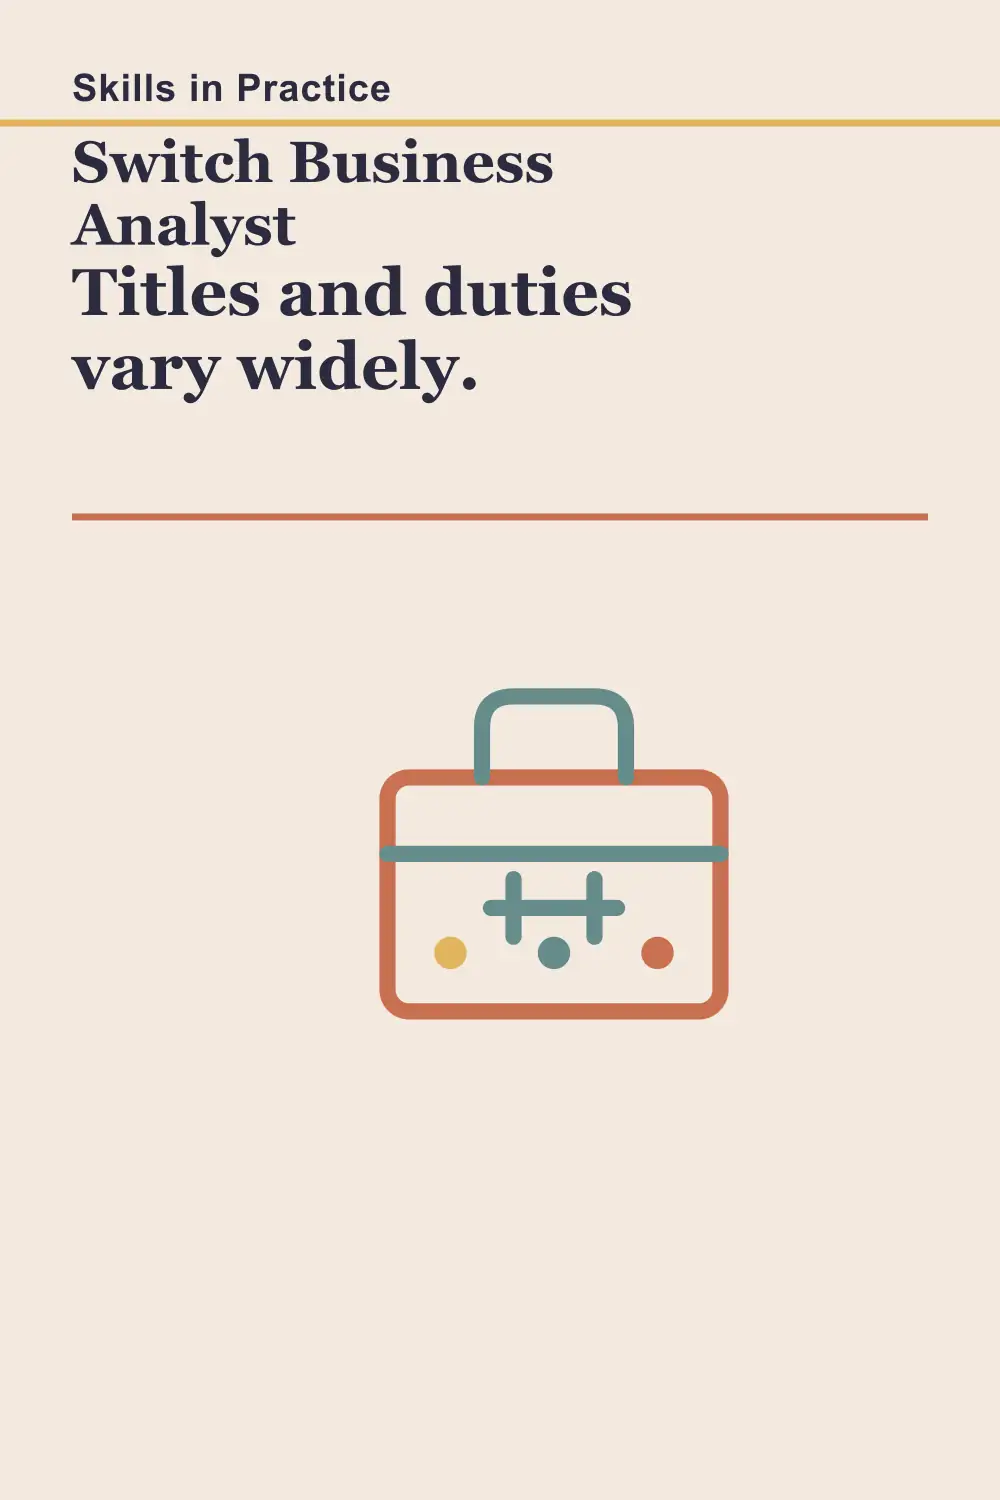 Skills in Practice
Switch Business
Analyst
Titles and duties
vary widely.